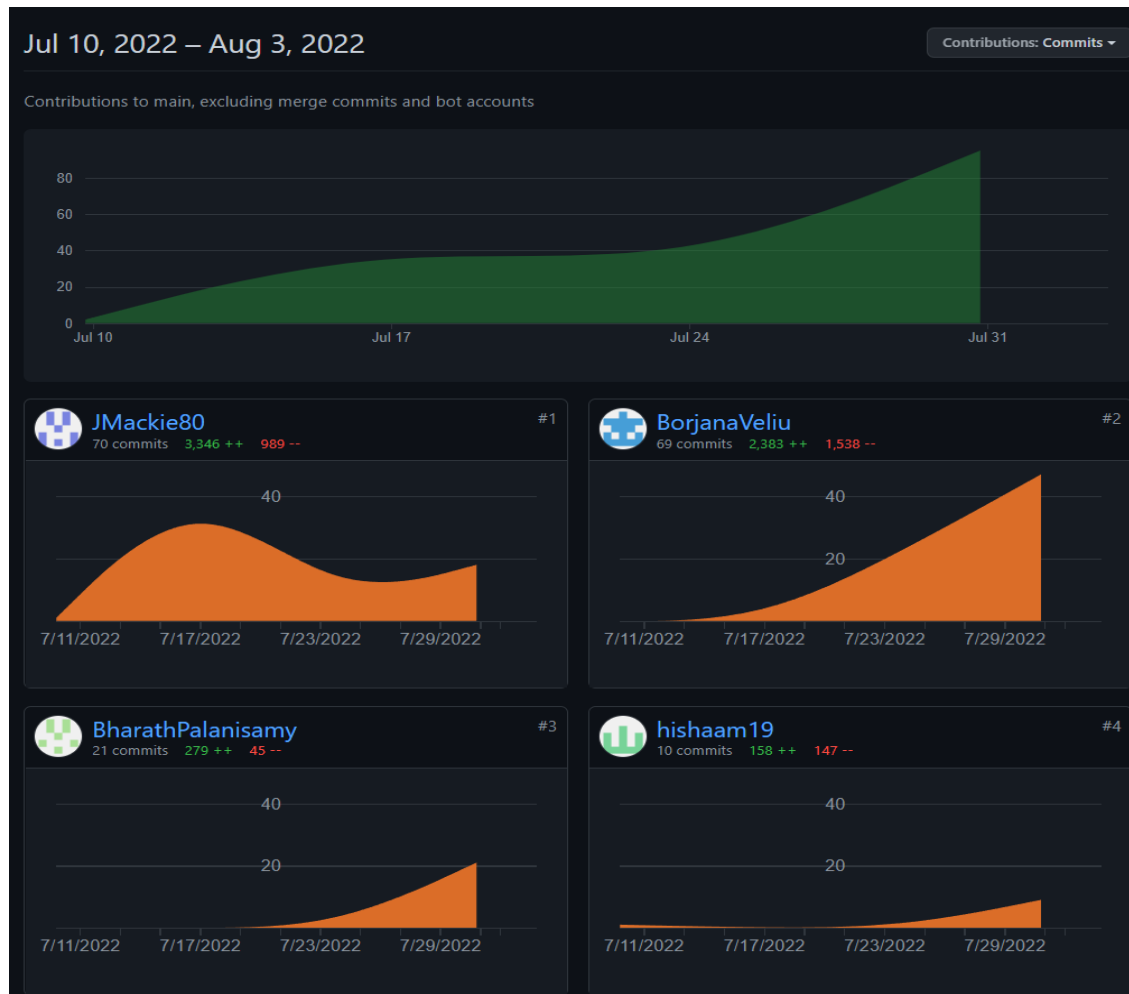 Jul 10, 2022 – Aug 3, 2022
Contributions: Commits
Contributions to main, excluding merge commits and bot accounts
80
60
40
20
0
Jul 10 Jul 17 Jul 24 Jul 31
JMackie80 #1
70 commits 3,346 ++ 989 --
40
7/11/2022 7/17/2022 7/23/2022 7/29/2022
BorjanaVeliu #2
69 commits 2,383 ++ 1,538 --
40
20
7/11/2022 7/17/2022 7/23/2022 7/29/2022
BharathPalanisamy #3
21 commits 279 ++ 45 --
40
20
7/11/2022 7/17/2022 7/23/2022 7/29/2022
hishaam19 #4
10 commits 158 ++ 147 --
40
20
7/11/2022 7/17/2022 7/23/2022 7/29/2022